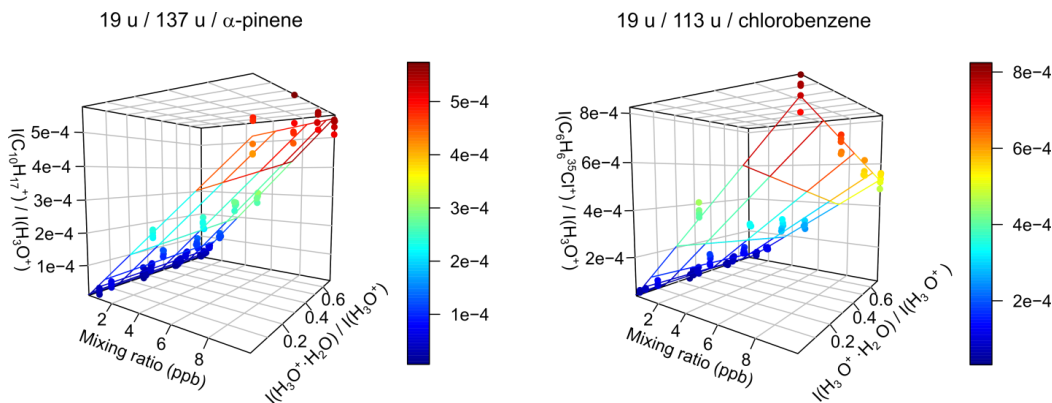 19 u / 137 u / α-pinene
I(C₁₀H₁₇⁺) / I(H₃O⁺)
5e−4
4e−4
3e−4
2e−4
1e−4
2
4
6
8
Mixing ratio (ppb)
0.2
0.4
0.6
I(H₃O⁺·H₂O) / I(H₃O⁺)
5e−4
4e−4
3e−4
2e−4
1e−4
19 u / 113 u / chlorobenzene
I(C₆H₆³⁵Cl⁺) / I(H₃O⁺)
8e−4
6e−4
4e−4
2e−4
2
4
6
8
Mixing ratio (ppb)
0.2
0.4
0.6
I(H₃O⁺·H₂O) / I(H₃O⁺)
8e−4
6e−4
4e−4
2e−4